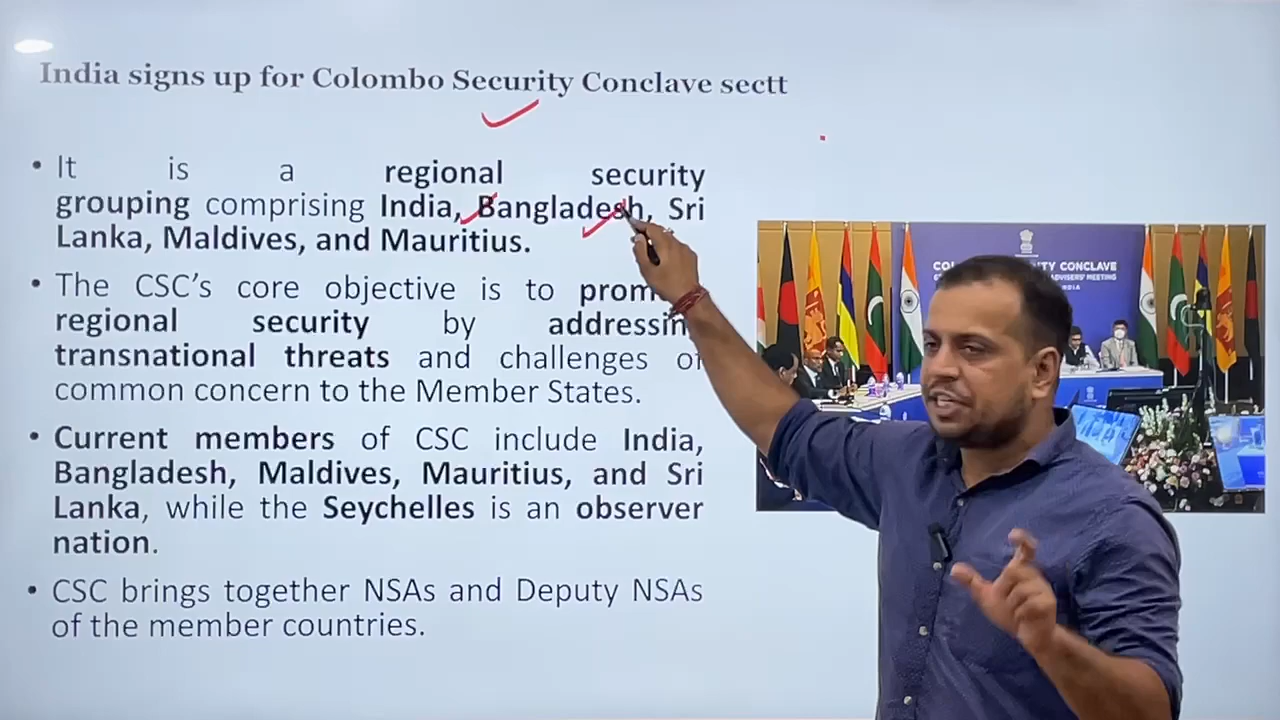 India signs up for Colombo Security Conclave sectt
• It is a regional security
grouping comprising India, Bangladesh, Sri
Lanka, Maldives, and Mauritius.
• The CSC’s core objective is to
regional security by
transnational threats and challenges of
common concern to the Member States.
• Current members of CSC include India,
Bangladesh, Maldives, Mauritius, and Sri
Lanka, while the Seychelles is an observer
nation.
• CSC brings together NSAs and Deputy NSAs
of the member countries.
CONCLAVE
MEETING